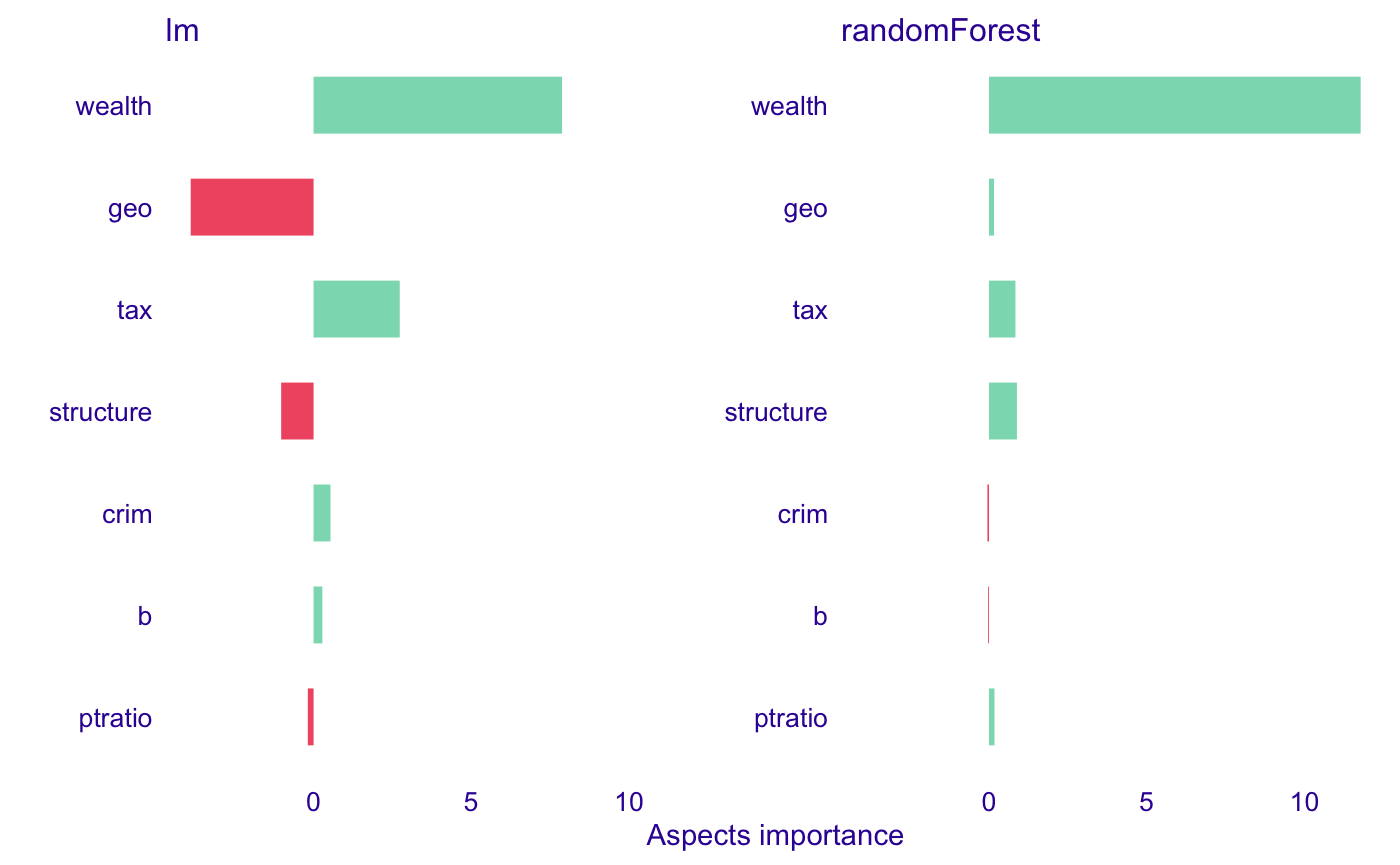 lm
wealth
geo
tax
structure
crim
b
ptratio
0 5 10
randomForest
wealth
geo
tax
structure
crim
b
ptratio
0 5 10
Aspects importance